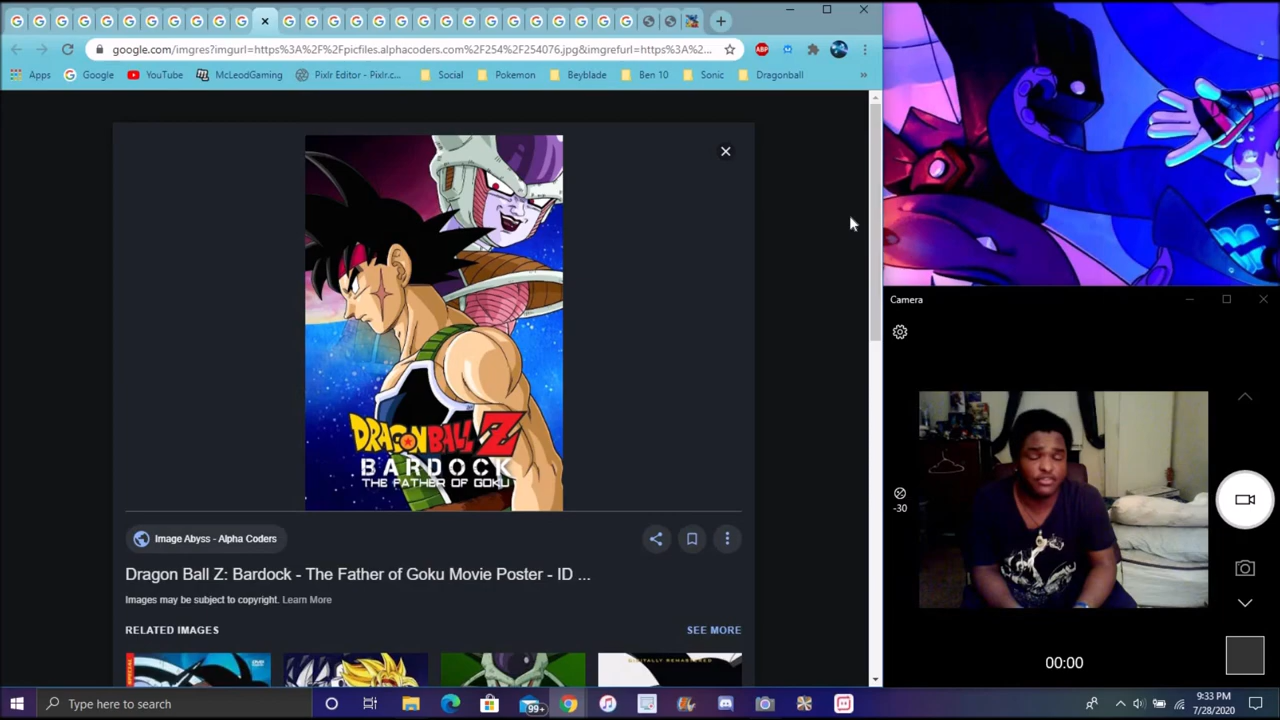 google.com/imgres?imgurl=https%3A%2F%2Fpicfiles.alphacoders.com%2F254%2F254076.jpg&imgrefurl=https%3A%2...
ABP
Apps Google YouTube McLeodGaming Pixlr Editor - Pixlr.c... Social Pokemon Beyblade Ben 10 Sonic Dragonball »
DRAGON BALL Z
BARDOCK
THE FATHER OF GOKU
Image Abyss - Alpha Coders
Dragon Ball Z: Bardock - The Father of Goku Movie Poster - ID ...
Images may be subject to copyright. Learn More
RELATED IMAGES SEE MORE
SPECIAL
DIGITALLY REMASTERED
Camera
-30
00:00
Type here to search
99+
9:33 PM
7/28/2020